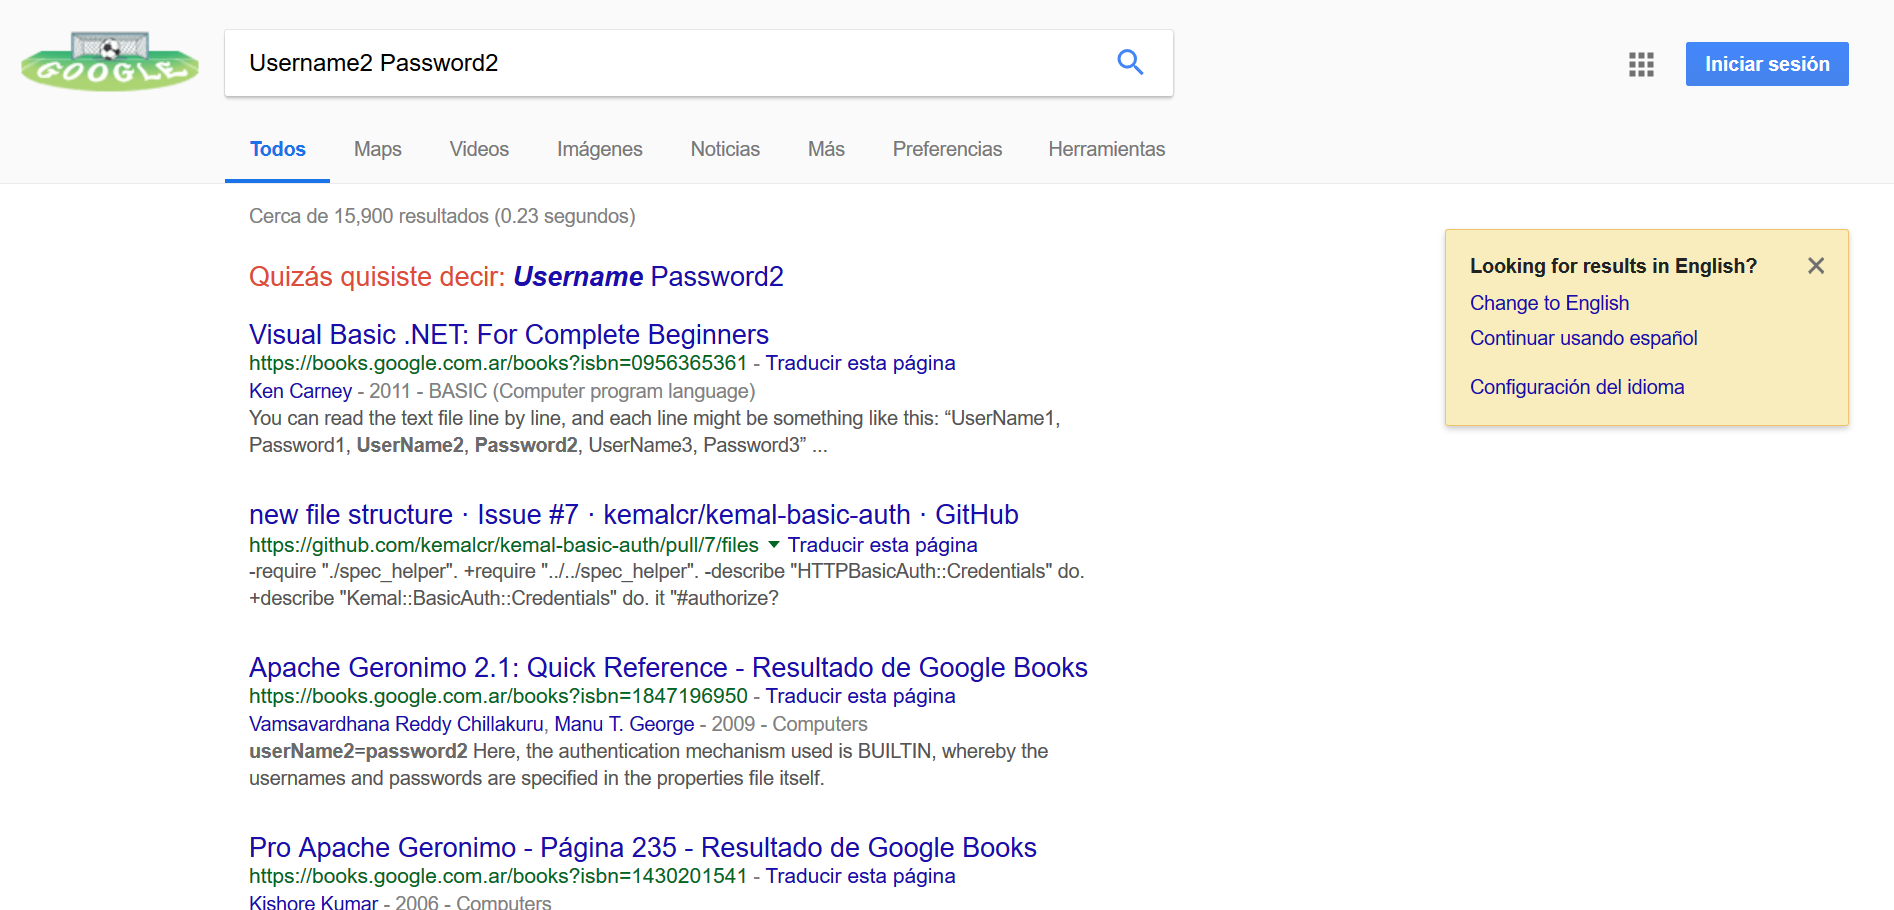 GOOGLE
Username2 Password2
Iniciar sesión
Todos Maps Videos Imágenes Noticias Más Preferencias Herramientas
Cerca de 15,900 resultados (0.23 segundos)
Quizás quisiste decir: Username Password2
Visual Basic .NET: For Complete Beginners
https://books.google.com.ar/books?isbn=0956365361 - Traducir esta página
Ken Carney - 2011 - BASIC (Computer program language)
You can read the text file line by line, and each line might be something like this: “UserName1,
Password1, UserName2, Password2, UserName3, Password3” ...
new file structure · Issue #7 · kemalcr/kemal-basic-auth · GitHub
https://github.com/kemalcr/kemal-basic-auth/pull/7/files Traducir esta página
-require "./spec_helper". +require "../../spec_helper". -describe "HTTPBasicAuth::Credentials" do.
+describe "Kemal::BasicAuth::Credentials" do. it "#authorize?
Apache Geronimo 2.1: Quick Reference - Resultado de Google Books
https://books.google.com.ar/books?isbn=1847196950 - Traducir esta página
Vamsavardhana Reddy Chillakuru, Manu T. George - 2009 - Computers
userName2=password2 Here, the authentication mechanism used is BUILTIN, whereby the
usernames and passwords are specified in the properties file itself.
Pro Apache Geronimo - Página 235 - Resultado de Google Books
https://books.google.com.ar/books?isbn=1430201541 - Traducir esta página
Kishore Kumar - 2006 - Computers
Looking for results in English?
Change to English
Continuar usando español
Configuración del idioma